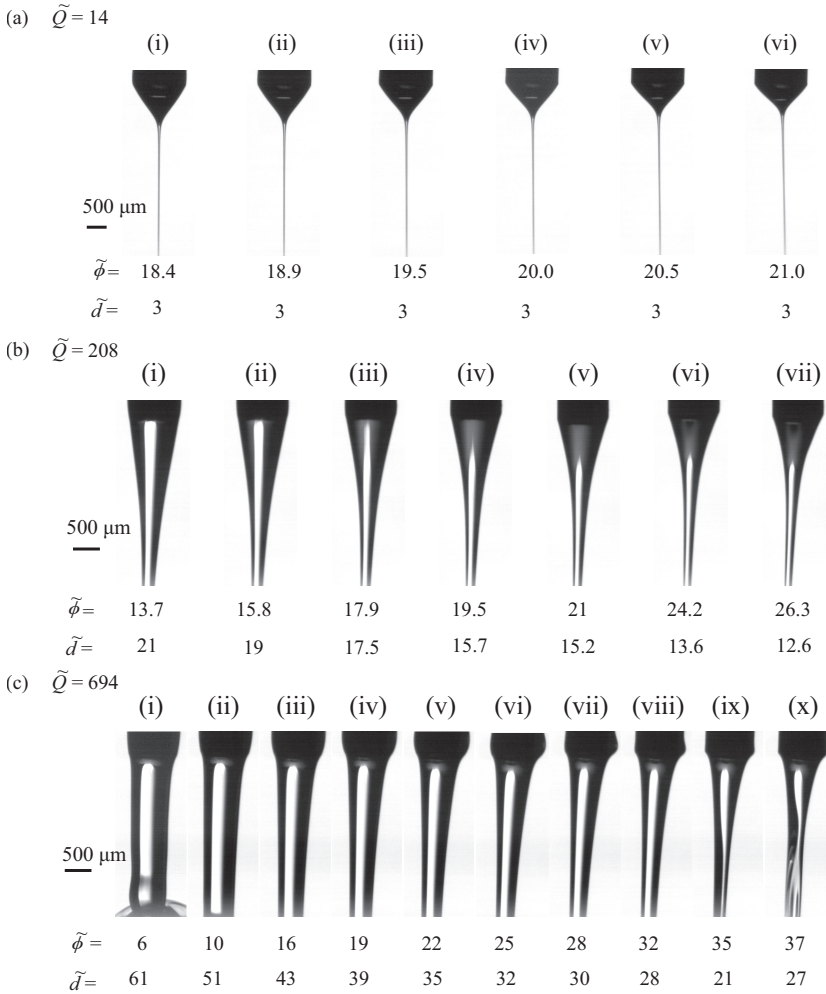 (a) Q̃ = 14
(i) (ii) (iii) (iv) (v) (vi)
500 μm
ϕ̃ = 18.4 18.9 19.5 20.0 20.5 21.0
d̃ = 3 3 3 3 3 3
(b) Q̃ = 208
(i) (ii) (iii) (iv) (v) (vi) (vii)
500 μm
ϕ̃ = 13.7 15.8 17.9 19.5 21 24.2 26.3
d̃ = 21 19 17.5 15.7 15.2 13.6 12.6
(c) Q̃ = 694
(i) (ii) (iii) (iv) (v) (vi) (vii) (viii) (ix) (x)
500 μm
ϕ̃ = 6 10 16 19 22 25 28 32 35 37
d̃ = 61 51 43 39 35 32 30 28 21 27